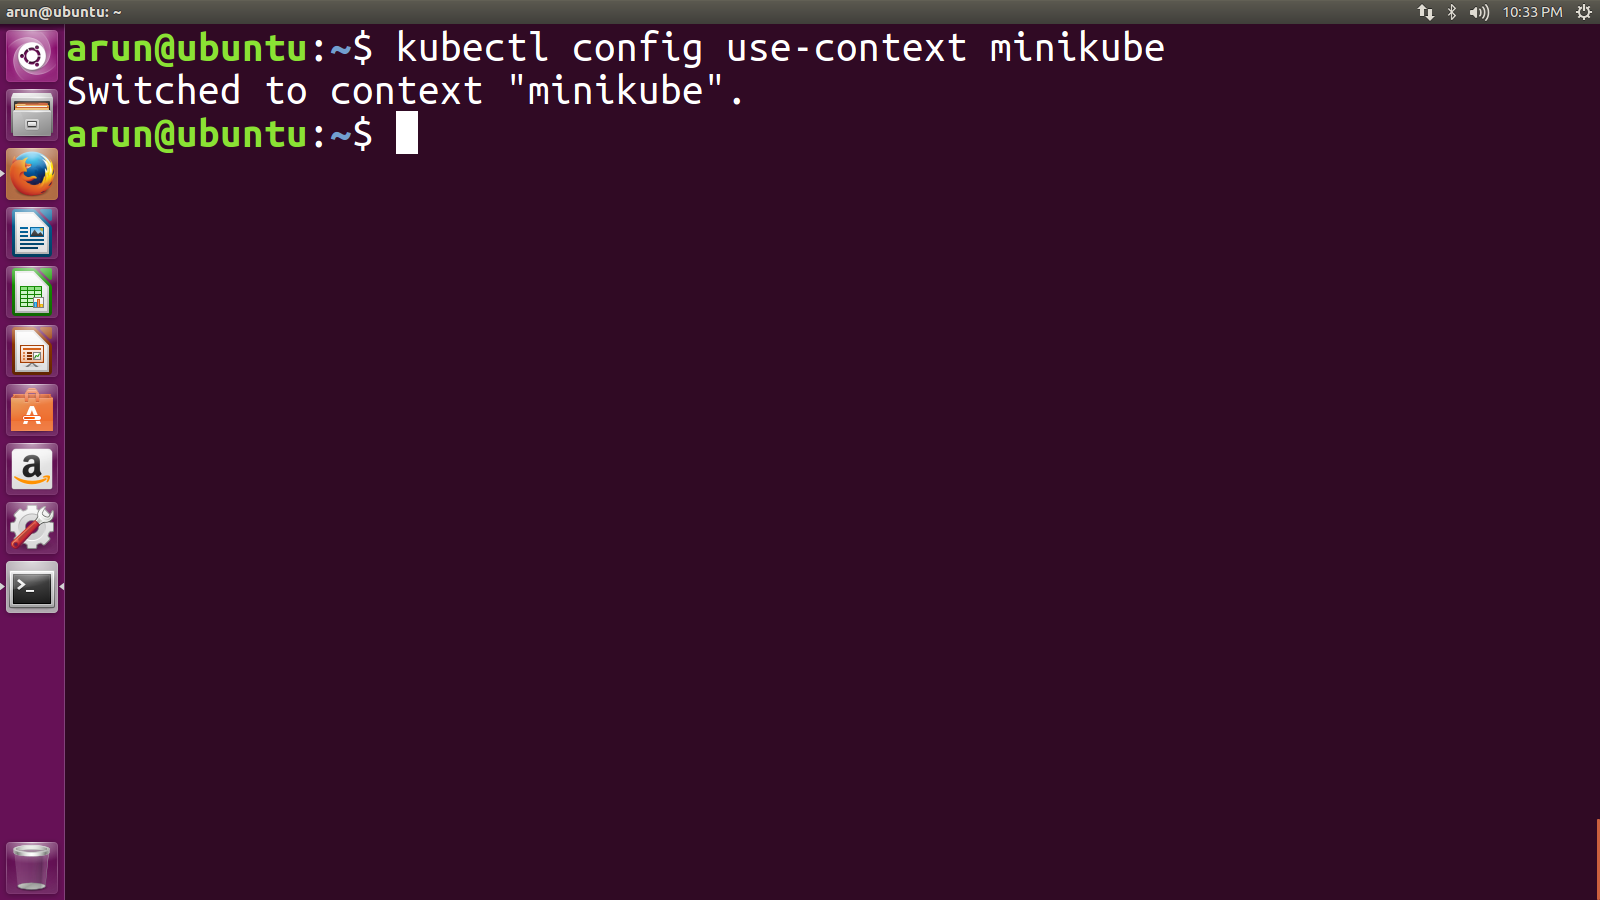 arun@ubuntu: ~
10:33 PM
arun@ubuntu:~$ kubectl config use-context minikube
Switched to context "minikube".
arun@ubuntu:~$